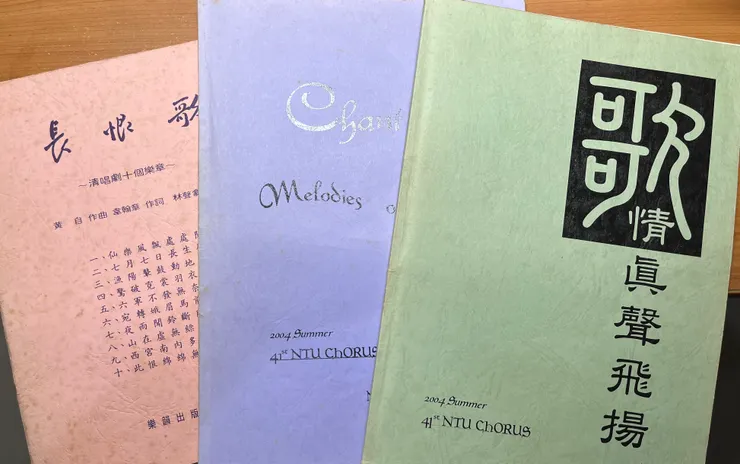 長恨歌
~清唱劇十個樂章~
黃 自 作曲 韋瀚章 作詞 林聲
一、仙樂風飄處處
二、七月七日長生
三、漁陽鼙鼓動地
四、驚破霓裳羽衣
五、六軍不發無奈
六、宛轉蛾眉馬
七、夜雨聞鈴斷
八、山在虛無縹
九、西宮南內多
十、此恨綿綿無
樂韻出版
Chant
Melodies o
2004 Summer
41st NTU ChORUS
歌情真聲飛揚
2004 Summer
41st NTU ChORUS